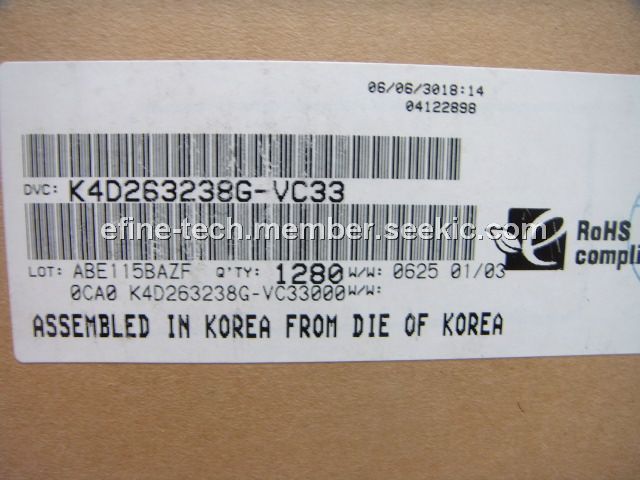 06/06/3018:14
04122898
DVC: K4D263238G-VC33
efine-tech.member.seekic.com
LOT: ABE115BAZF Q'TY: 1280 W/W: 0625 01/03
0CA0 K4D263238G-VC33000 W/W:
ASSEMBLED IN KOREA FROM DIE OF KOREA
RoHS
compli